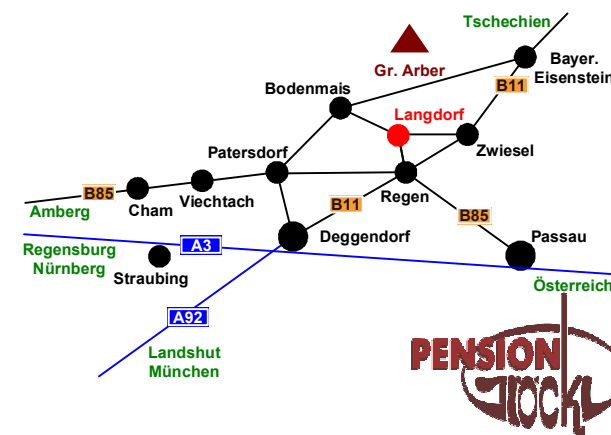 Tschechien
Bayer.
Eisenstein
Gr. Arber
B11
Bodenmais
Langdorf
Zwiesel
Patersdorf
B85
Viechtach
Cham
Amberg
Regen
B11
B85
Deggendorf
Passau
Regensburg
Nürnberg
A3
Straubing
Österreich
A92
Landshut
München
PENSION